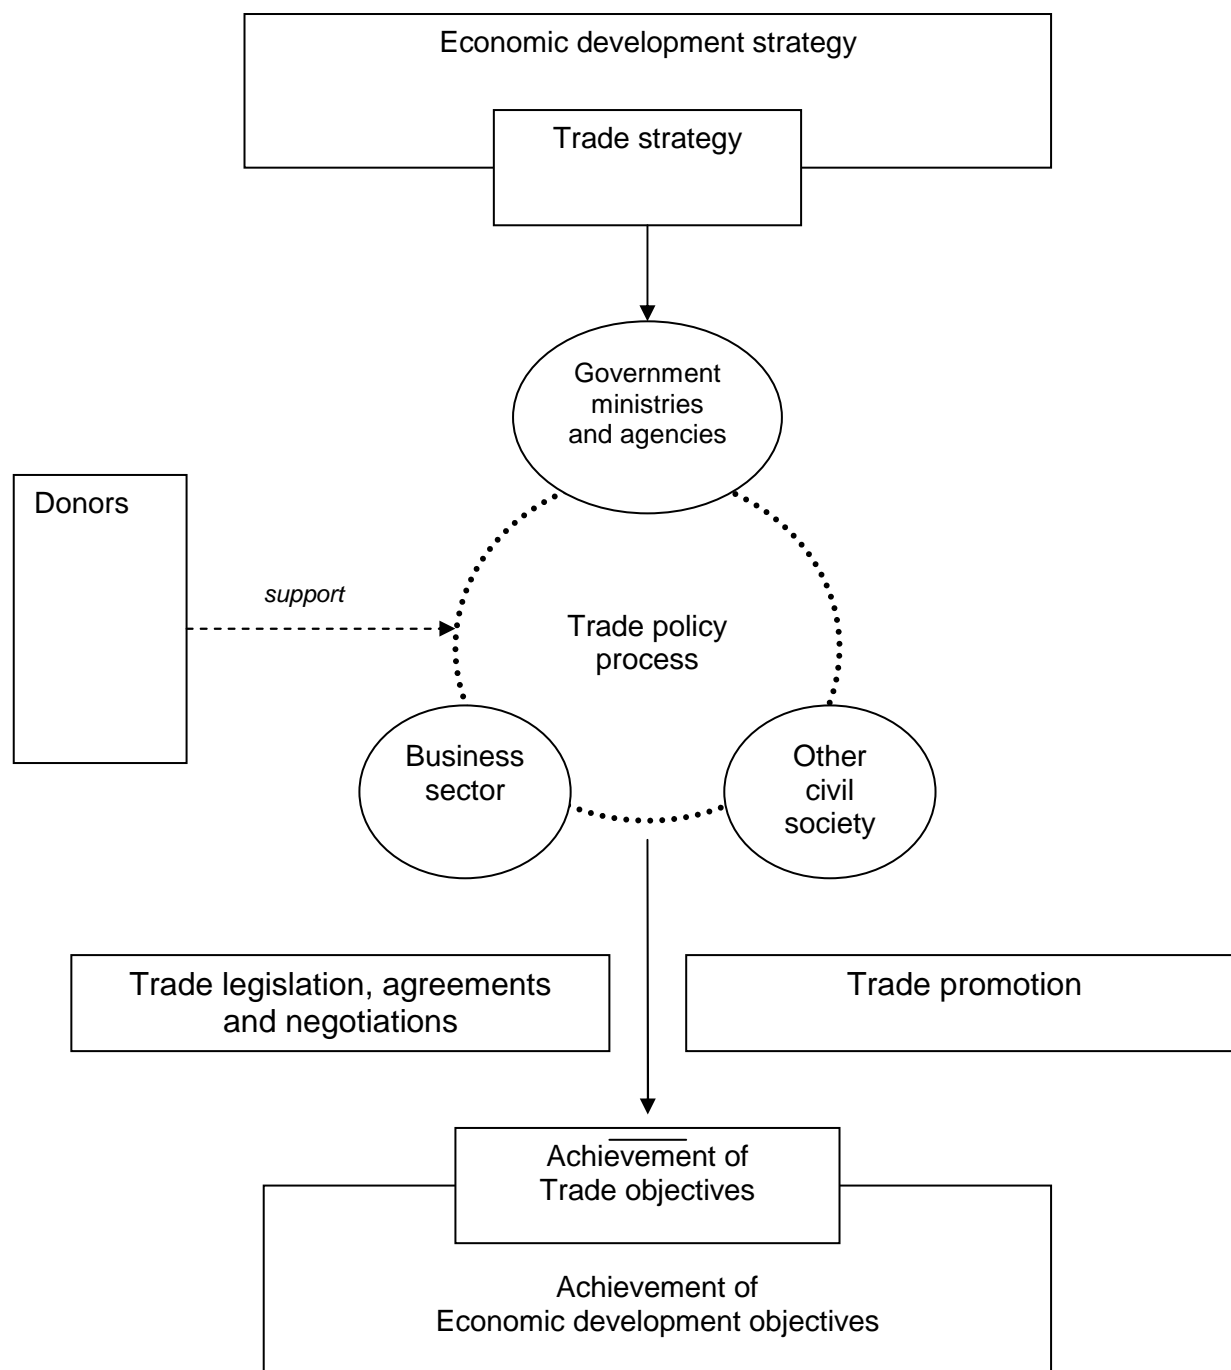 Economic development strategy
Trade strategy
Government
ministries
and agencies
Donors
support
Trade policy
process
Business
sector
Other
civil
society
Trade legislation, agreements
and negotiations
Trade promotion
Achievement of
Trade objectives
Achievement of
Economic development objectives